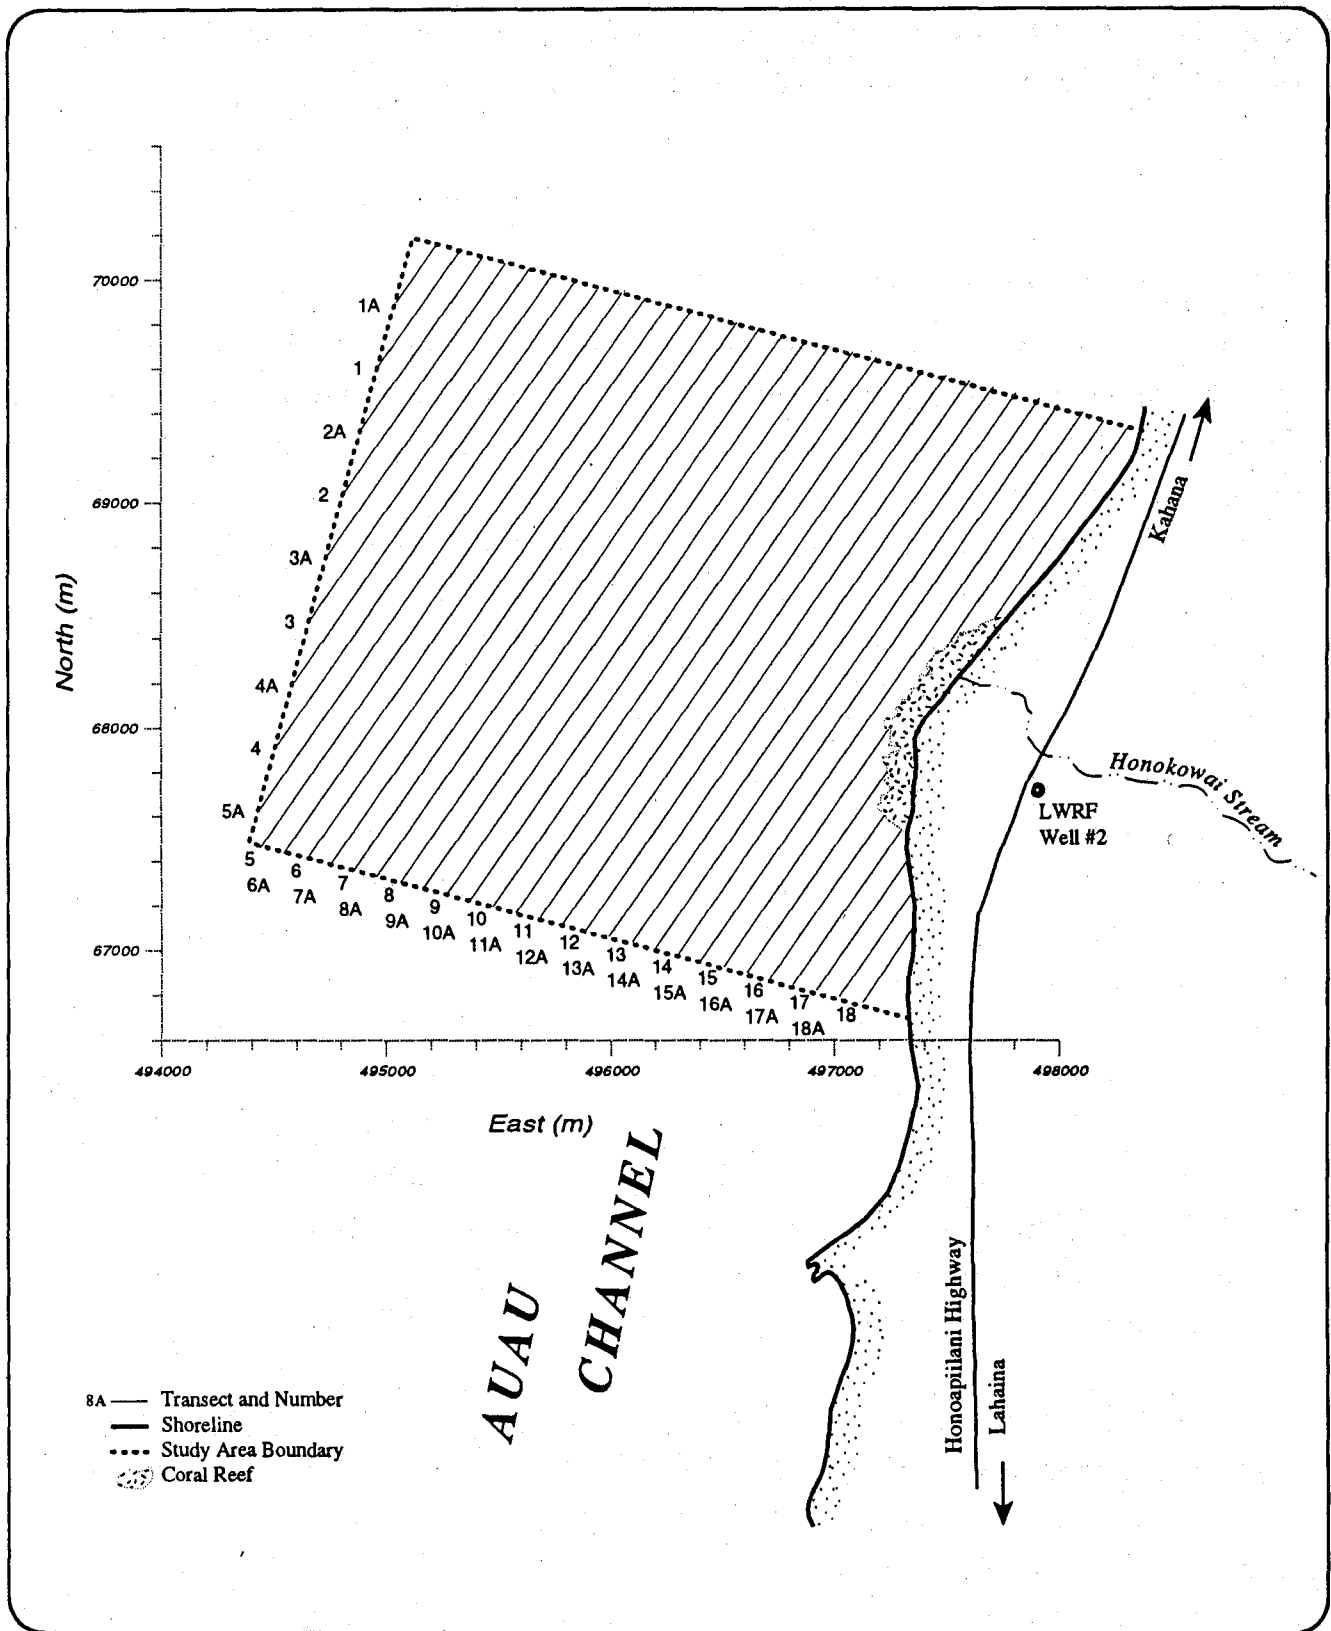 70000
69000
68000
67000
North (m)
1A
1
2A
2
3A
3
4A
4
5A
5
6
7
8
9
10
11
12
13
14
15
16
17
18
6A
7A
8A
9A
10A
11A
12A
13A
14A
15A
16A
17A
18A
494000
495000
496000
497000
498000
East (m)
Kahana
Honokowai Stream
LWRF
Well #2
AUAU
CHANNEL
Honoapiilani Highway
Lahaina
8A Transect and Number
Shoreline
Study Area Boundary
Coral Reef